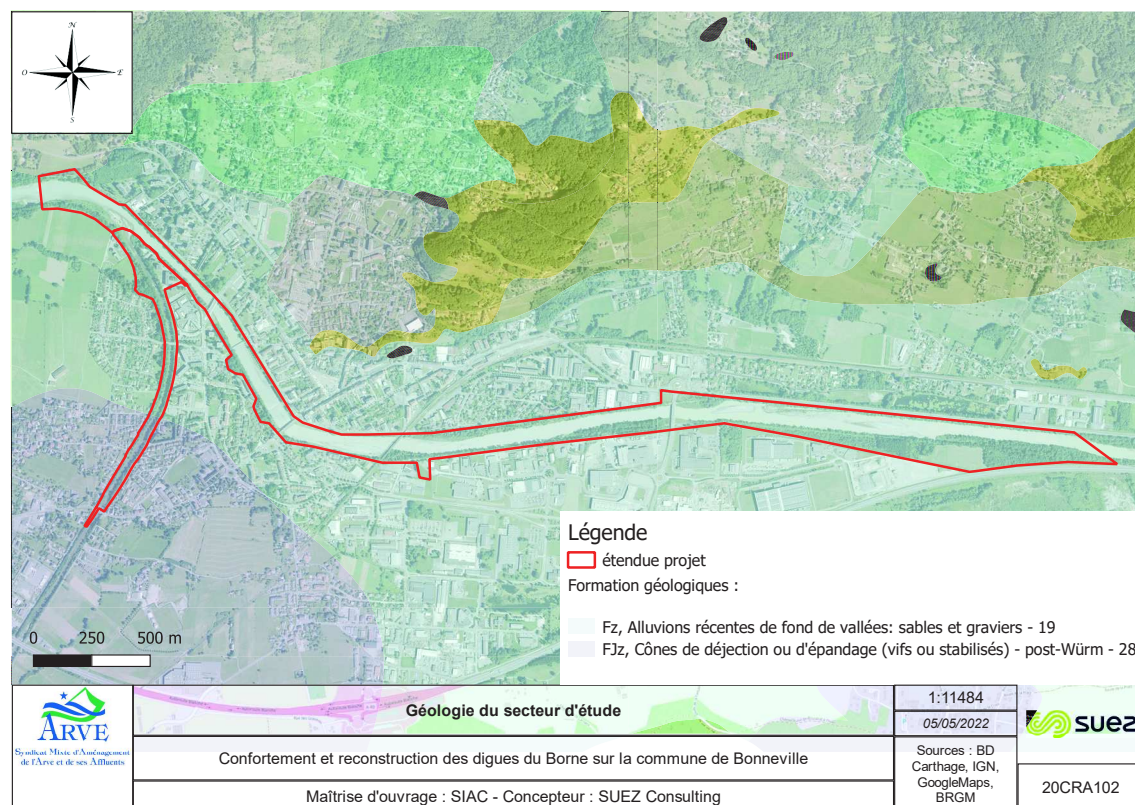 N
O
E
S
Légende
étendue projet
Formation géologiques :
Fz, Alluvions récentes de fond de vallées: sables et graviers - 19
FJz, Cônes de déjection ou d'épandage (vifs ou stabilisés) - post-Würm - 28
0 250 500 m
ARVE
Syndicat Mixte d'Aménagement
de l'Arve et de ses Affluents
Géologie du secteur d'étude
Confortement et reconstruction des digues du Borne sur la commune de Bonneville
Maîtrise d'ouvrage : SIAC - Concepteur : SUEZ Consulting
1:11484
05/05/2022
Sources : BD
Carthage, IGN,
GoogleMaps,
BRGM
suez
20CRA102